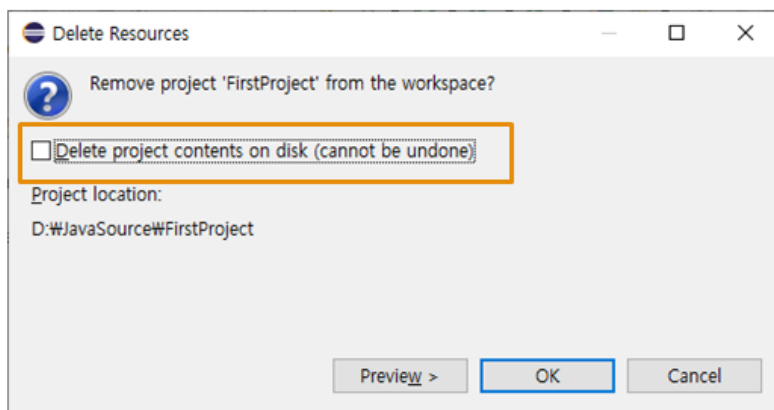 Delete Resources
Remove project 'FirstProject' from the workspace?
Delete project contents on disk (cannot be undone)
Project location:
D:₩JavaSource₩FirstProject
Preview >
OK
Cancel